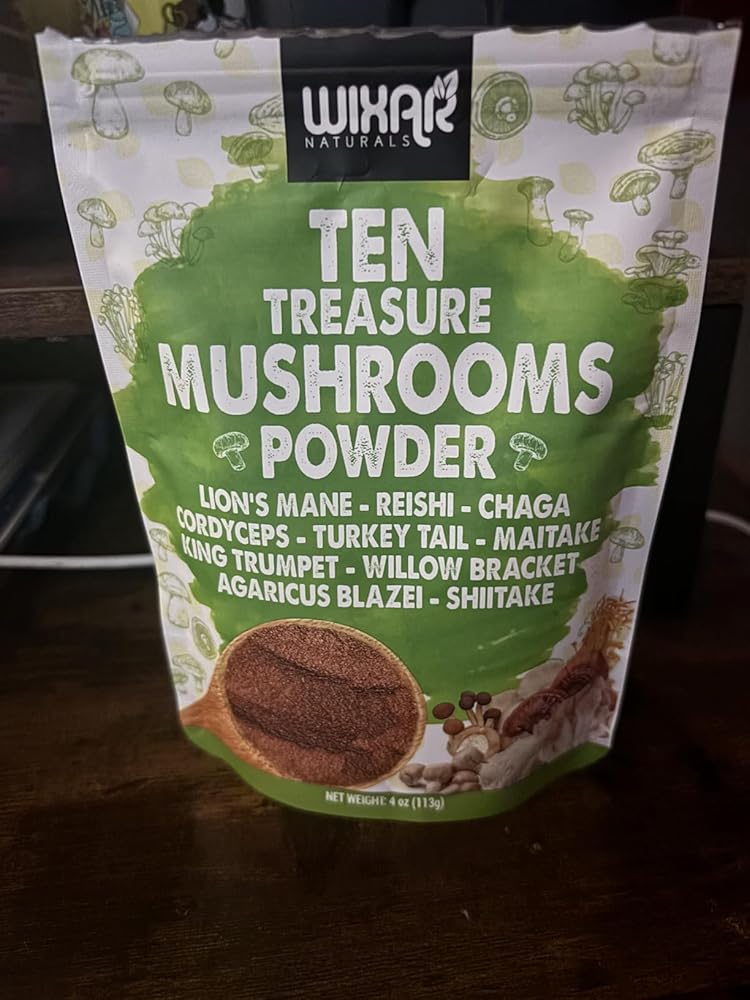 WIXAR
NATURALS
TEN
TREASURE
MUSHROOMS
POWDER
LION'S MANE - REISHI - CHAGA
CORDYCEPS - TURKEY TAIL - MAITAKE
KING TRUMPET - WILLOW BRACKET
AGARICUS BLAZEI - SHIITAKE
NET WEIGHT: 4 oz (113g)